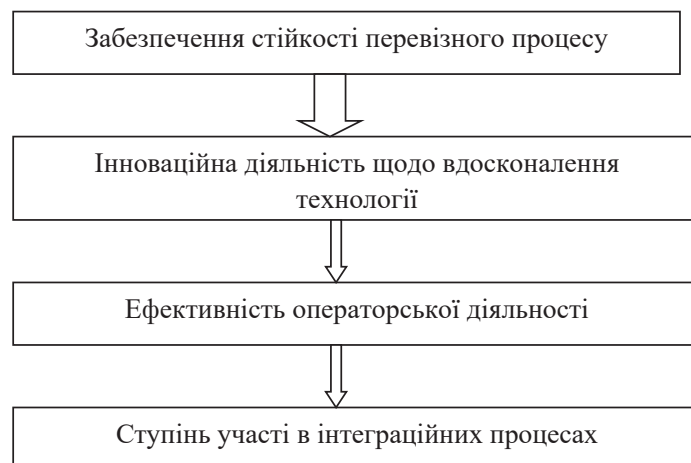 Забезпечення стійкості перевізного процесу
Інноваційна діяльність щодо вдосконалення
технології
Ефективність операторської діяльності
Ступінь участі в інтеграційних процесах